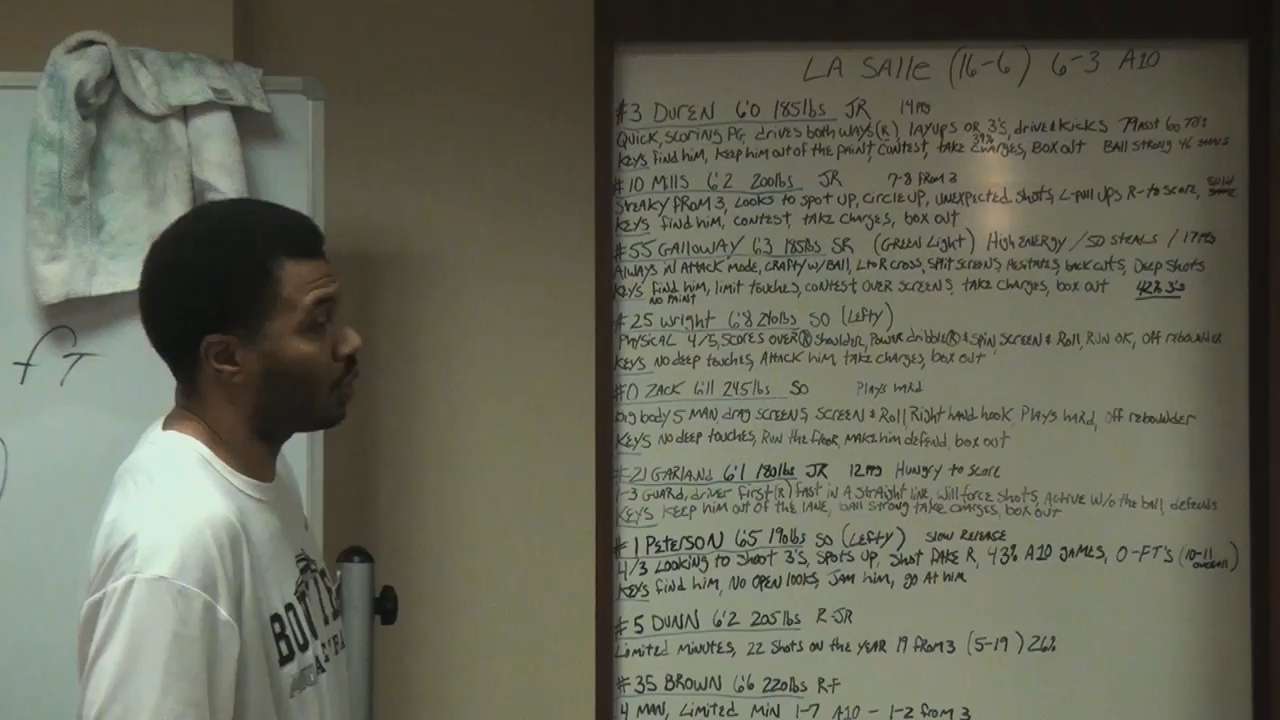 LA SAlle (16-6) 6-3 A10
#3 DUREN 6'0 185lbs JR 14ppg
QUICK, SCORING PG, drives both WAYS (R), LAYUPS OR 3'S, drive & KICKS 79 ASST 60 TO'S
39%
KEYS find him, KEEP HIM OUT OF the PAINT, CONTEST, TAKE CHARGES, BOX OUT BALL STRONG 46 steals
#10 Mills 6'2 200lbs JR 7-8 FROM 3
STREAKY FROM 3, LOOKS to SPOT UP, CIRCLE UP, UNEXPECTED SHOTS, L-pull UPS R-to SCORE, solid
KEYS find him, CONTEST, TAKE CHARGES, BOX OUT
#55 GALLOWAY 6'3 185lbs SR (GREEN Light) High ENERGY / 50 STEALS / 17ppg
Always IN ATTACK MODE, CRAFTY W/ BALL, L to R CROSS, Split SCREENS, HESITATES, BACK CUTS, DEEP SHOTS
KEYS find HIM, limit touches, CONTEST OVER SCREENS, TAKE CHARGES, BOX OUT 42% 3's
NO PAINT
#25 Wright 6'8 240lbs SO (Lefty)
PHYSICAL 4/5, SCORES OVER (R) shoulder, POWER dribble (R) & SPIN, SCREEN & Roll, RUN OK, OFF rebounder
KEYS NO DEEP touches, ATTACK him, TAKE CHARGES, BOX OUT
#0 ZACK 6'11 245lbs SO PLAYS HARD
Big body 5 MAN drag SCREENS, SCREEN & Roll, Right hand hook, PLAYS hARD, Off rebounder
KEYS NO DEEP touches, RUN the floor, MAKE him DEFEND, BOX OUT
#21 GARLAND 6'1 180lbs JR 12ppg HUNGRY to SCORE
1-3 GUARD, driver first (R) fast in A straight line, Will force shots, ACTIVE W/O the ball, defends
KEYS KEEP him OUT of the LANE, BALL STRONG TAKE CHARGES, BOX OUT
#1 PETERSON 6'5 190lbs SO (Lefty) SLOW RELEASE
4/3 LOOKING to Shoot 3's, SPOTS UP, Shot FAKE R, 43% A10 GAMES, 0-FT'S (10-11 overall)
KEYS find HIM, NO OPEN looks, JAM him, go At him
#5 DUNN 6'2 205lbs R-JR
Limited MINUTES, 22 Shots ON the YEAR 19 from 3 (5-19) 26%
#35 BROWN 6'6 220lbs R-F
4 MAN, LIMITED MIN 1-7 A10 - 1-2 from 3
fT